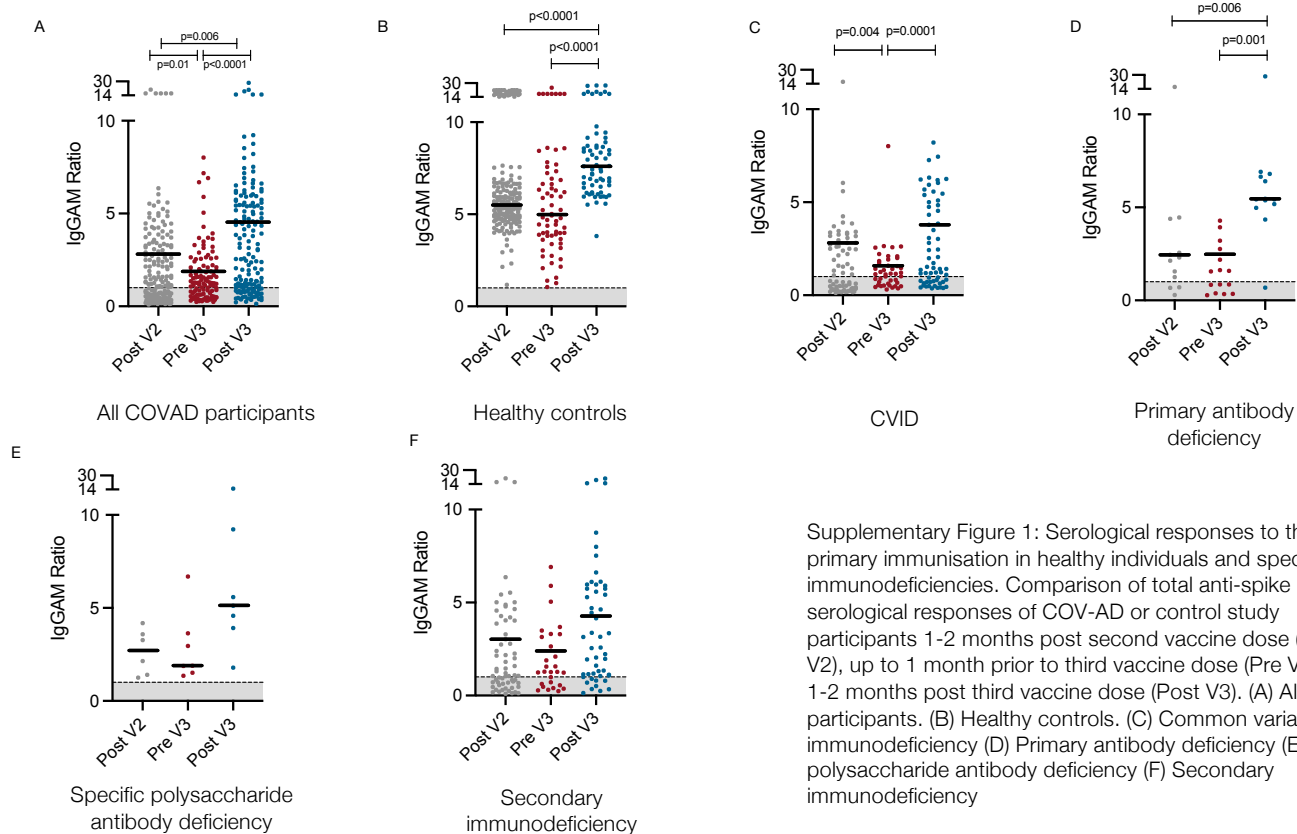 A
p=0.006
p=0.01 p<0.0001
30
14
10
5
0
IgGAM Ratio
Post V2
Pre V3
Post V3
All COVAD participants
B
p<0.0001
p<0.0001
30
14
10
5
0
IgGAM Ratio
Post V2
Pre V3
Post V3
Healthy controls
C
p=0.004 p=0.0001
30
14
10
5
0
IgGAM Ratio
Post V2
Pre V3
Post V3
CVID
D
p=0.006
p=0.001
30
14
10
5
0
IgGAM Ratio
Post V2
Pre V3
Post V3
Primary antibody
deficiency
E
30
14
10
5
0
IgGAM Ratio
Post V2
Pre V3
Post V3
Specific polysaccharide
antibody deficiency
F
30
14
10
5
0
IgGAM Ratio
Post V2
Pre V3
Post V3
Secondary
immunodeficiency
Supplementary Figure 1: Serological responses to
primary immunisation in healthy individuals and
immunodeficiencies. Comparison of total anti-spike
serological responses of COV-AD or control study
participants 1-2 months post second vaccine dose
V2), up to 1 month prior to third vaccine dose (Pre
1-2 months post third vaccine dose (Post V3). (A)
participants. (B) Healthy controls. (C) Common
immunodeficiency (D) Primary antibody deficiency
polysaccharide antibody deficiency (F) Secondary
immunodeficiency